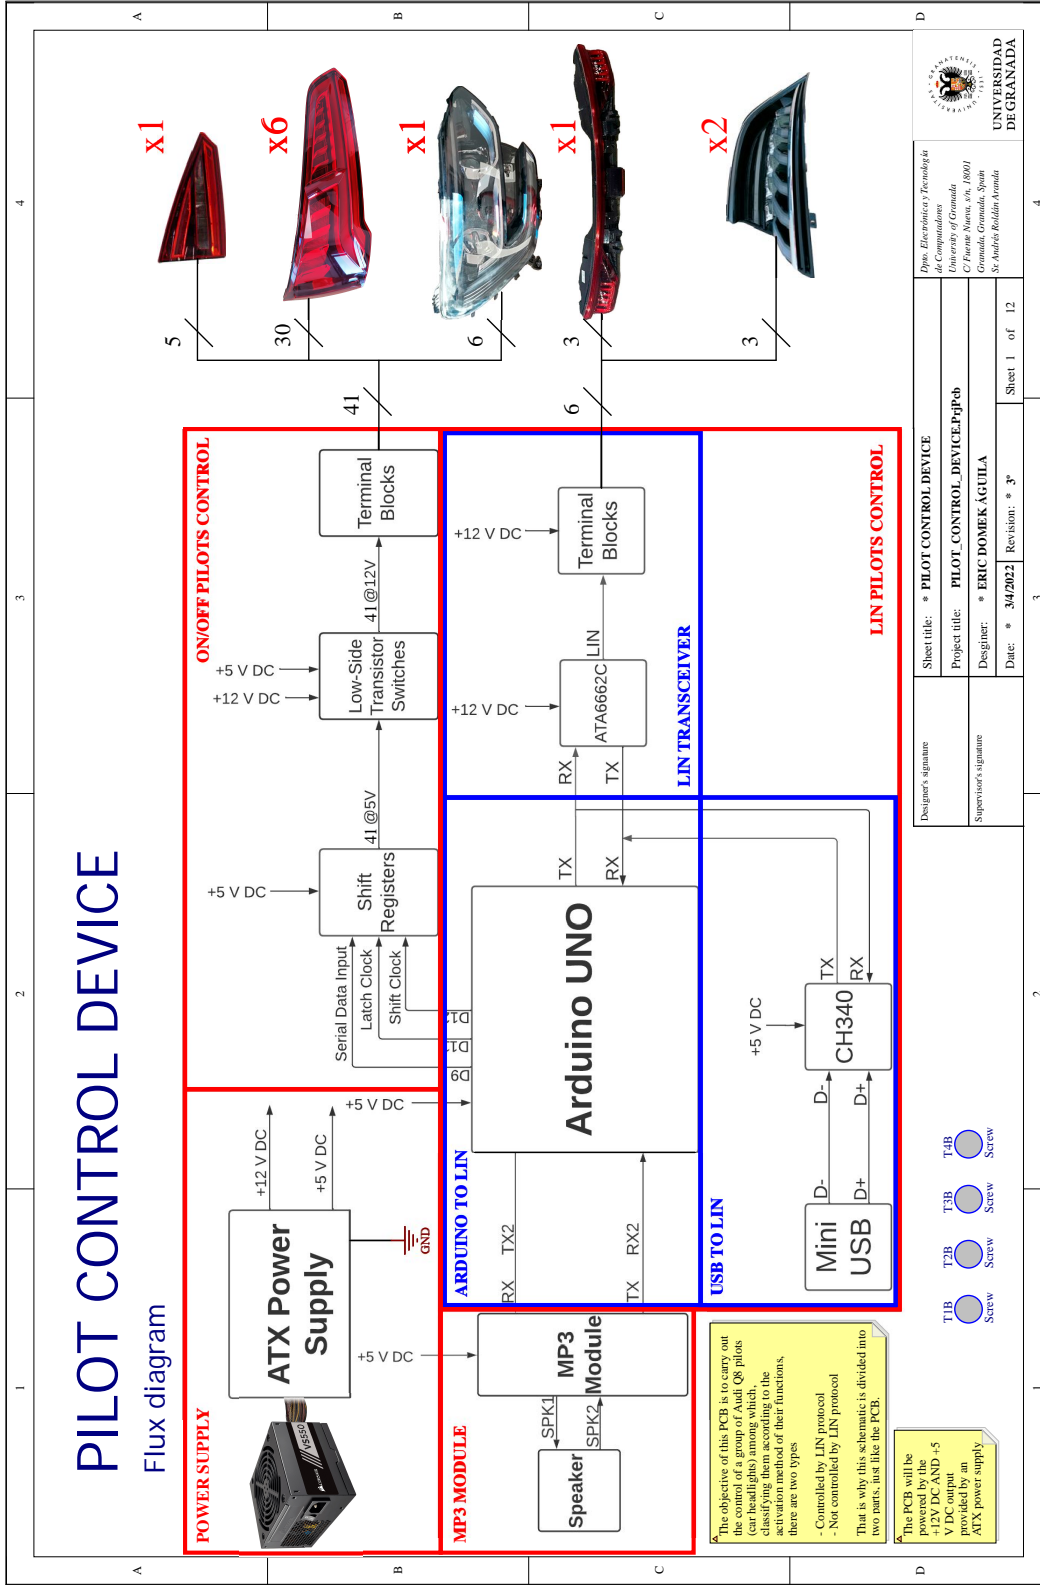 PILOT CONTROL DEVICE
Flux diagram
1
2
3
4
A
B
C
D
POWER SUPPLY
VS550
ATX Power
Supply
+12 V DC
+5 V DC
GND
ON/OFF PILOTS CONTROL
+5 V DC
Serial Data Input
Latch Clock
Shift Clock
Shift
Registers
41 @5V
+5 V DC
+12 V DC
Low-Side
Transistor
Switches
41 @12V
Terminal
Blocks
41
5
30
6
x1
x6
x1
MP3 MODULE
+5 V DC
Speaker
SPK1
SPK2
MP3
Module
ARDUINO TO LIN
RX
TX2
TX
RX2
+5 V DC
D9
Arduino UNO
TX
RX
LIN PILOTS CONTROL
LIN TRANSCEIVER
RX
TX
+12 V DC
ATA6662C
LIN
+12 V DC
Terminal
Blocks
6
3
3
x1
x2
USB TO LIN
Mini
USB
D-
D+
D-
D+
+5 V DC
CH340
TX
RX
The objective of this PCB is to carry out
the control of a group of Audi Q8 pilots
(car headlights) among which,
classifying them according to the
activation method of their functions,
there are two types
- Controlled by LIN protocol
- Not controlled by LIN protocol
That is why this schematic is divided into
two parts, just like the PCB.
The PCB will be
powered by the
+12V DC AND +5
V DC output
provided by an
ATX power supply
T1B
Screw
T2B
Screw
T3B
Screw
T4B
Screw
Designer's signature
Supervisor's signature
Sheet title: * PILOT CONTROL DEVICE
Project title: PILOT_CONTROL_DEVICE.PrjPcb
Desginer: * ERIC DOMEK ÁGUILA
Date: * 3/4/2022 Revision: * 3ª Sheet 1 of 12
Dpto. Electrónica y Tecnología
de Computadores
University of Granada
C/ Fuente Nueva, s/n, 18001
Granada, Granada, Spain
Sr. Andrés Roldán Aranda
UNIVERSIDAD
DE GRANADA
A
B
C
D
1
2
3
4